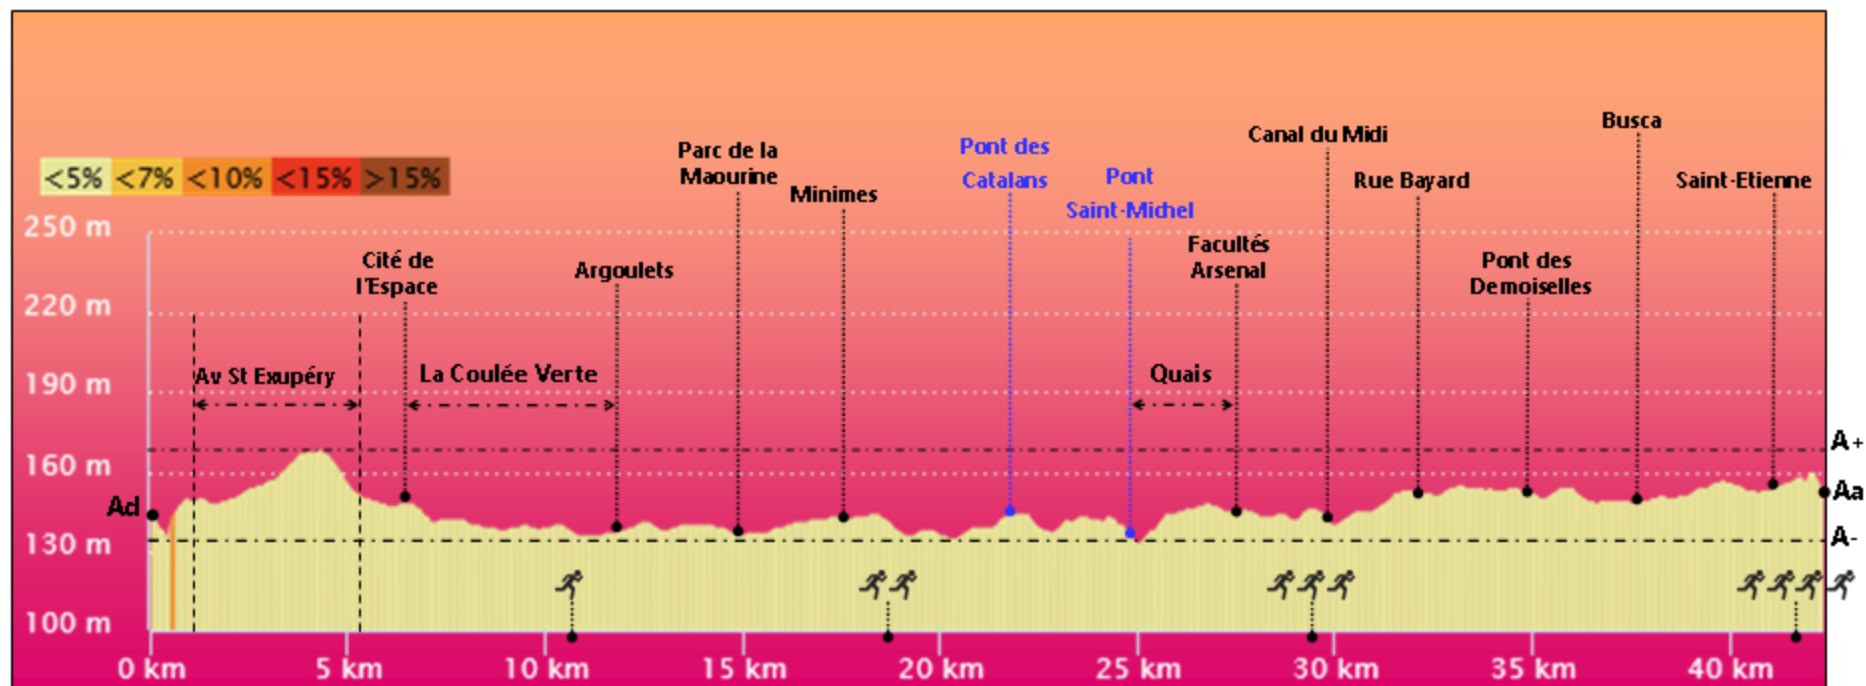 Busca
Canal du Midi
Pont des
Catalans
Parc de la
Maourine
Pont
Saint-Michel
Rue Bayard
Saint-Etienne
<5% <7% <10% <15% >15%
Minimes
250 m
Facultés
Arsenal
Cité de
l'Espace
Argoulets
Pont des
Demoiselles
220 m
190 m
Av St Exupéry
La Coulée Verte
Quais
A+
160 m
Ad
Aa
130 m
A-
100 m
0 km 5 km 10 km 15 km 20 km 25 km 30 km 35 km 40 km